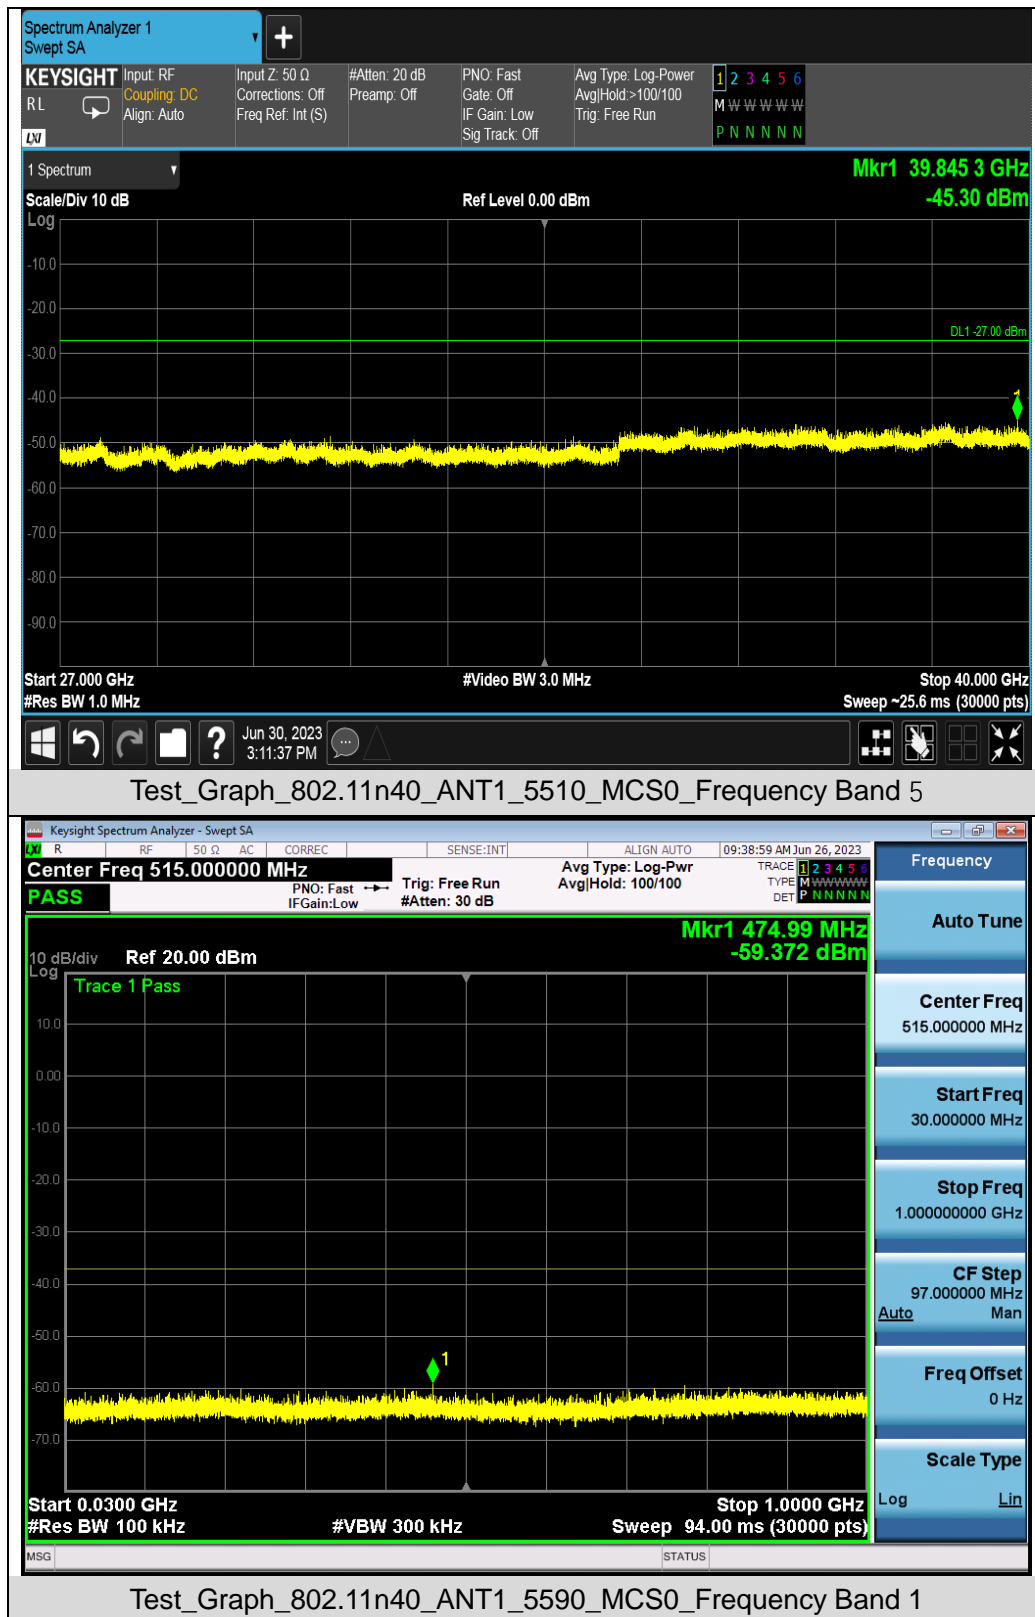 Spectrum Analyzer 1
Swept SA
KEYSIGHT Input: RF Input Z: 50 Ω #Atten: 20 dB PNO: Fast Avg Type: Log-Power 1 2 3 4 5 6
RL Coupling: DC Corrections: Off Preamp: Off Gate: Off Avg|Hold:>100/100 M W W W W W
Align: Auto Freq Ref: Int (S) IF Gain: Low Trig: Free Run
LXI Sig Track: Off P N N N N N
1 Spectrum Mkr1 39.845 3 GHz
Scale/Div 10 dB Ref Level 0.00 dBm -45.30 dBm
Log
-10.0
-20.0
DL1 -27.00 dBm
-30.0
-40.0
1
-50.0
-60.0
-70.0
-80.0
-90.0
Start 27.000 GHz #Video BW 3.0 MHz Stop 40.000 GHz
#Res BW 1.0 MHz Sweep ~25.6 ms (30000 pts)
? Jun 30, 2023
3:11:37 PM
Test_Graph_802.11n40_ANT1_5510_MCS0_Frequency Band 5
Keysight Spectrum Analyzer - Swept SA
LXI R RF 50 Ω AC CORREC SENSE:INT ALIGN AUTO 09:38:59 AM Jun 26, 2023
Center Freq 515.000000 MHz Avg Type: Log-Pwr TRACE 1 2 3 4 5 6
PASS PNO: Fast Trig: Free Run Avg|Hold: 100/100 TYPE M W W W W W
IFGain:Low #Atten: 30 dB DET P N N N N N
Mkr1 474.99 MHz
10 dB/div Ref 20.00 dBm -59.372 dBm
Log
Trace 1 Pass
10.0
0.00
-10.0
-20.0
-30.0
-40.0
-50.0
1
-60.0
-70.0
Start 0.0300 GHz Stop 1.0000 GHz
#Res BW 100 kHz #VBW 300 kHz Sweep 94.00 ms (30000 pts)
MSG STATUS
Frequency
Auto Tune
Center Freq
515.000000 MHz
Start Freq
30.000000 MHz
Stop Freq
1.000000000 GHz
CF Step
97.000000 MHz
Auto Man
Freq Offset
0 Hz
Scale Type
Log Lin
Test_Graph_802.11n40_ANT1_5590_MCS0_Frequency Band 1